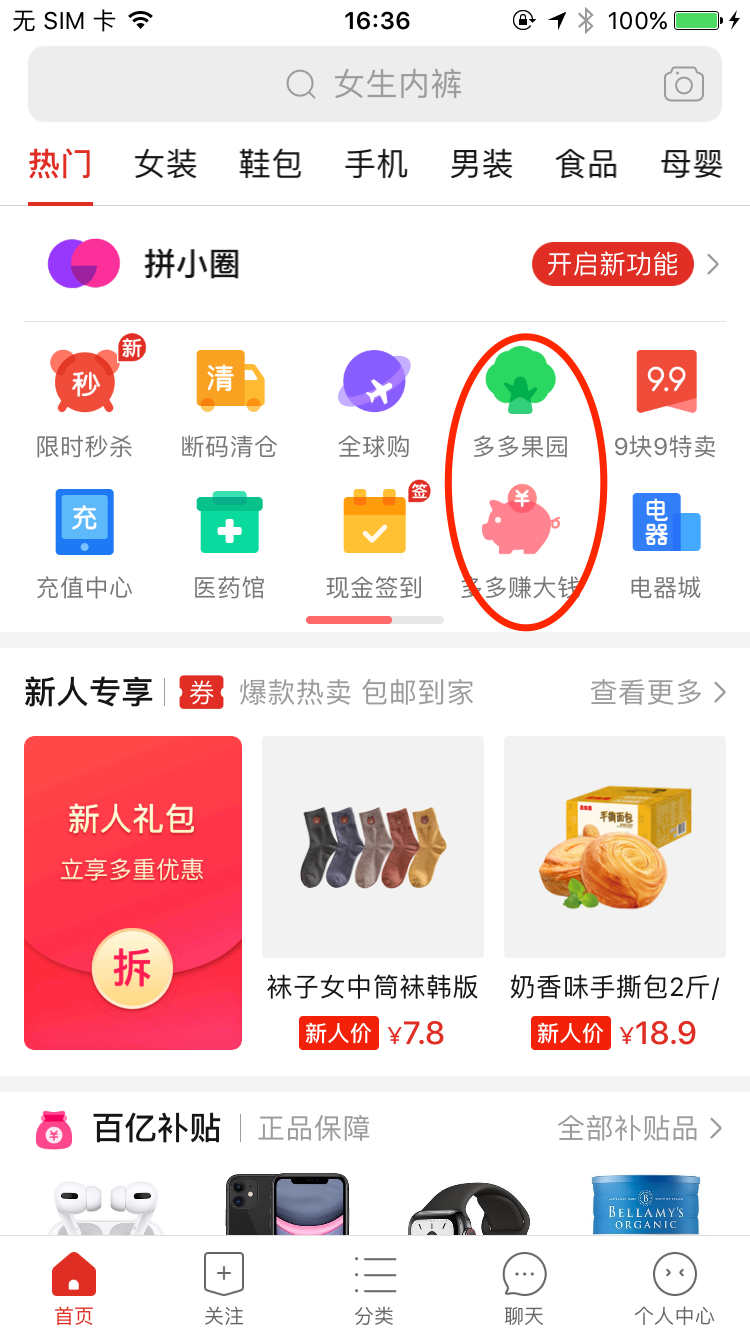 无 SIM 卡 16:36 100%
女生内裤
热门 女装 鞋包 手机 男装 食品 母婴
拼小圈 开启新功能
新
秒 清 9.9
限时秒杀 断码清仓 全球购 多多果园 9块9特卖
签
充 ¥ 电器
充值中心 医药馆 现金签到 多多赚大钱 电器城
新人专享 券 爆款热卖 包邮到家 查看更多
新人礼包
立享多重优惠
拆
手撕面包
袜子女中筒袜韩版 奶香味手撕包2斤/
新人价 ¥7.8 新人价 ¥18.9
¥ 百亿补贴 正品保障 全部补贴品
B
BELLAMY'S
ORGANIC
首页 关注 分类 聊天 个人中心